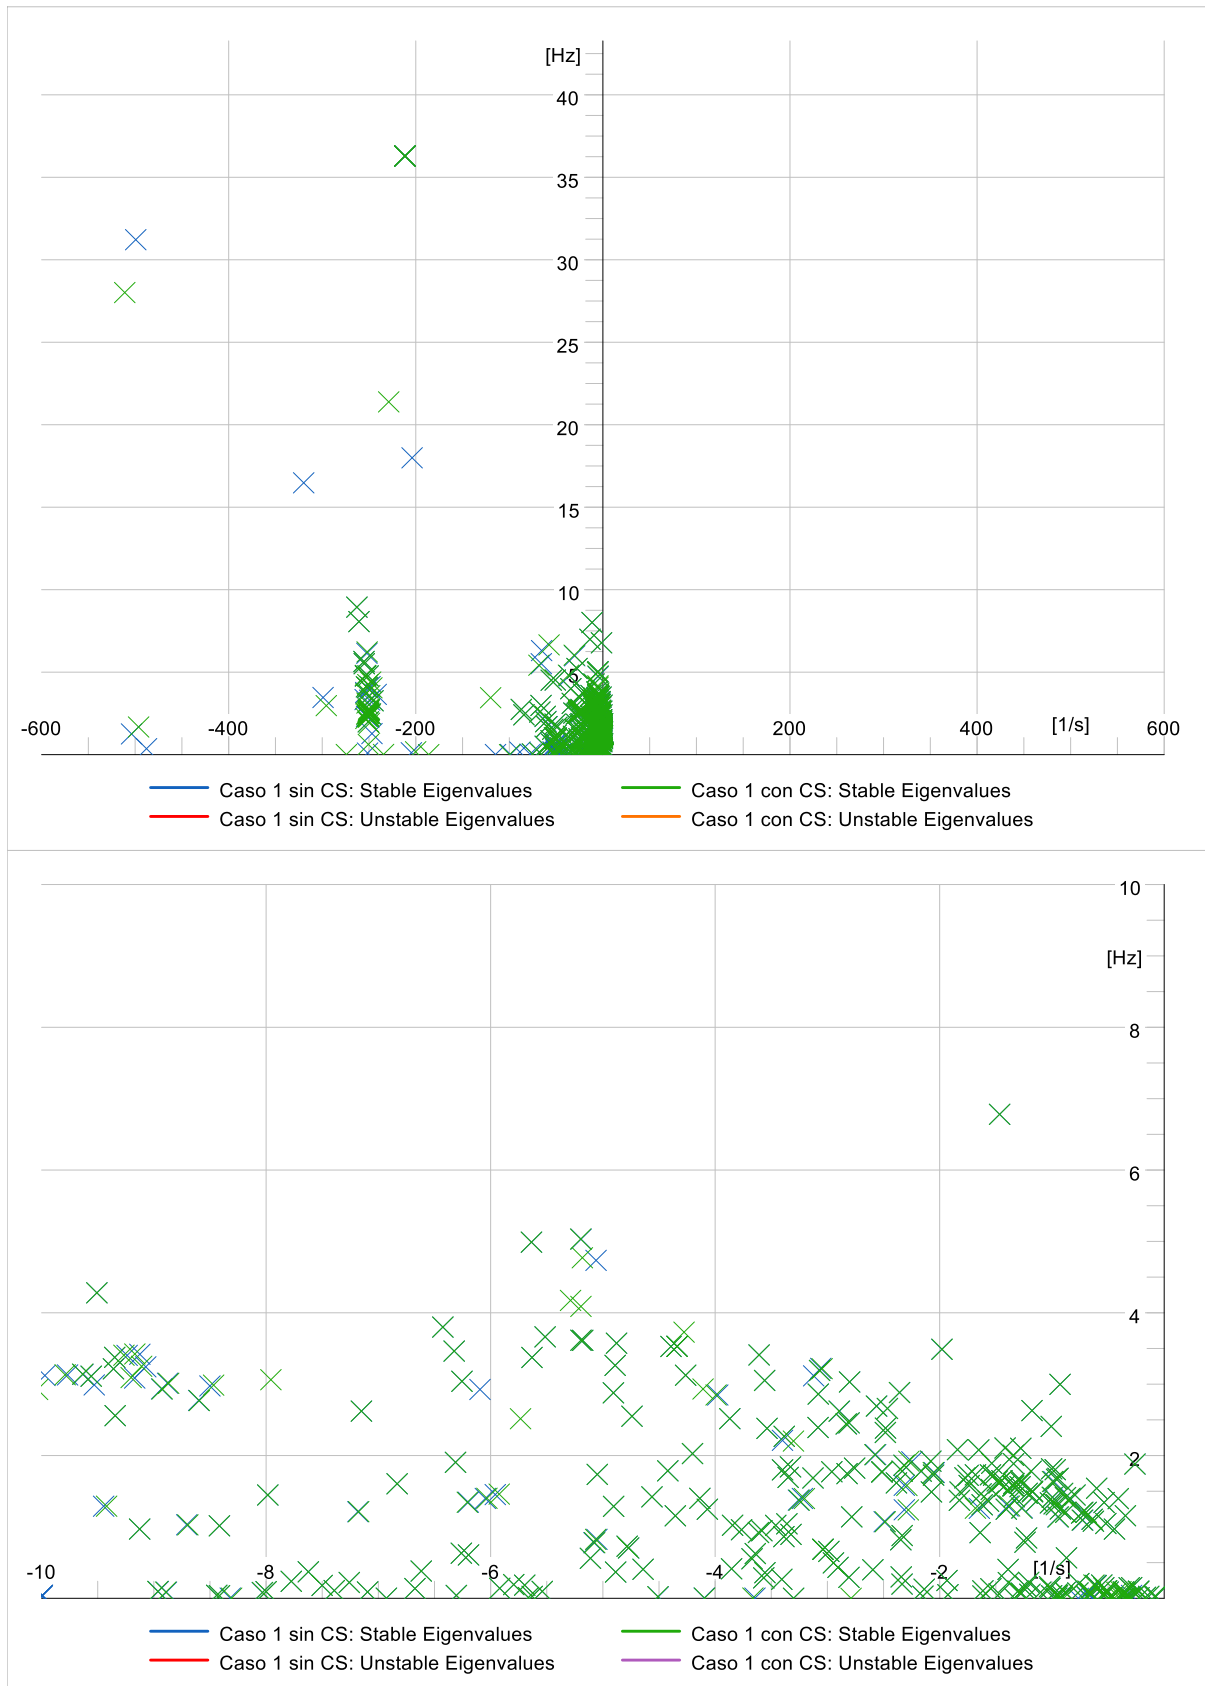 [Hz]
40
35
30
25
20
15
10
5
-600 -400 -200 200 400 [1/s] 600
Caso 1 sin CS: Stable Eigenvalues Caso 1 con CS: Stable Eigenvalues
Caso 1 sin CS: Unstable Eigenvalues Caso 1 con CS: Unstable Eigenvalues
10
[Hz]
8
6
4
2
-10 -8 -6 -4 -2 [1/s]
Caso 1 sin CS: Stable Eigenvalues Caso 1 con CS: Stable Eigenvalues
Caso 1 sin CS: Unstable Eigenvalues Caso 1 con CS: Unstable Eigenvalues